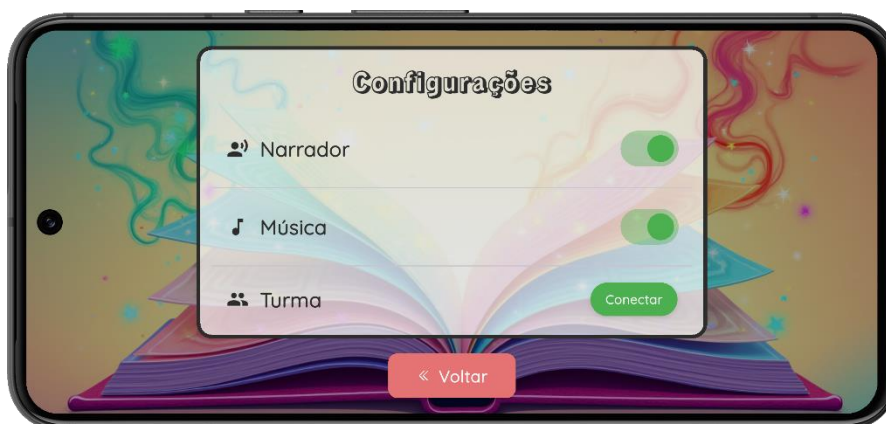 Configurações
Narrador
Música
Turma
Conectar
« Voltar